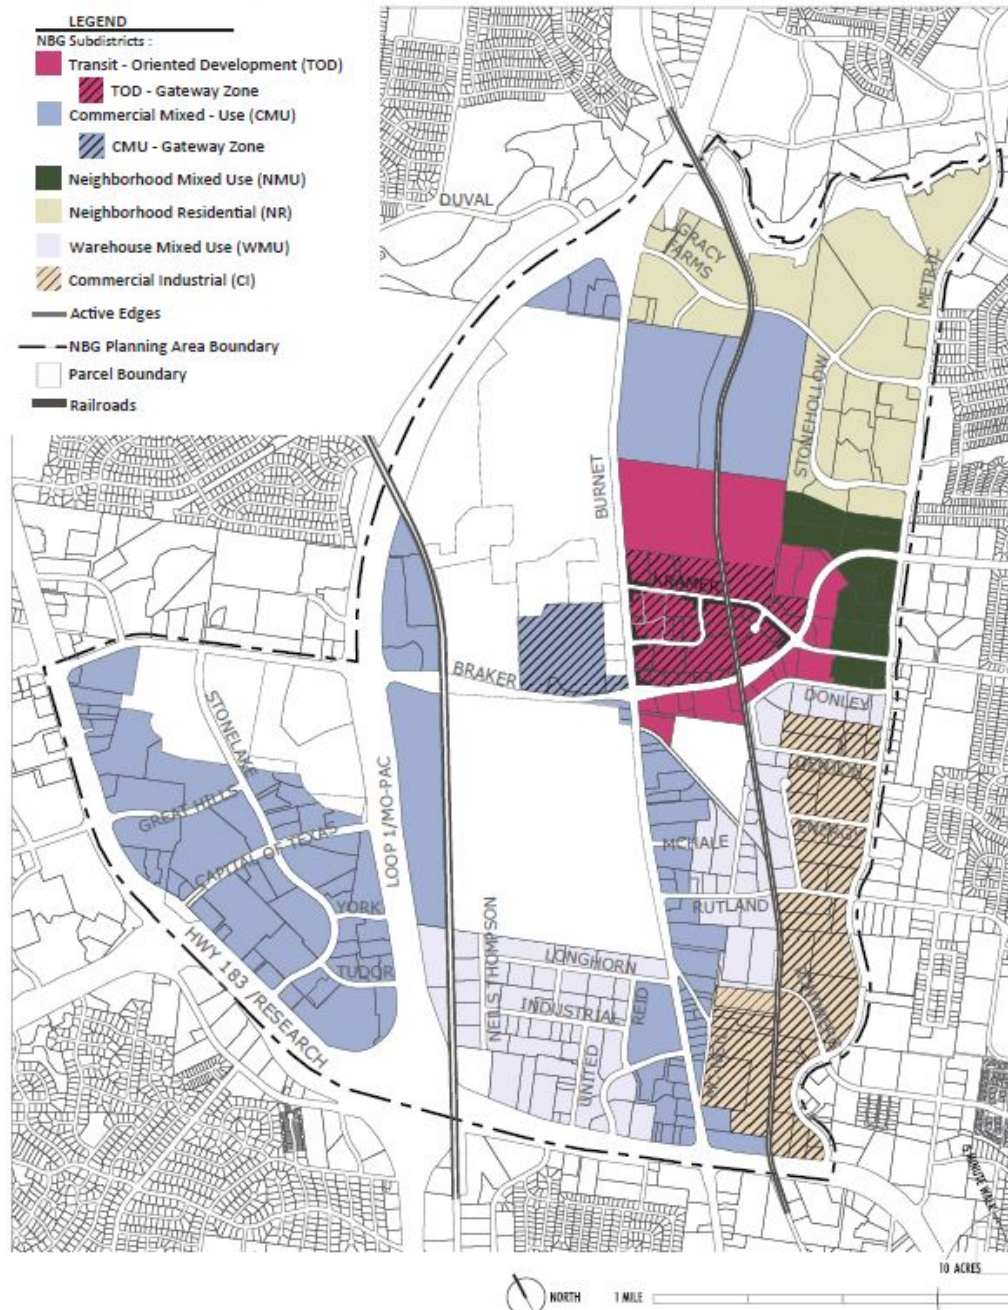 LEGEND
NBG Subdistricts :
Transit - Oriented Development (TOD)
TOD - Gateway Zone
Commercial Mixed - Use (CMU)
CMU - Gateway Zone
Neighborhood Mixed Use (NMU)
Neighborhood Residential (NR)
Warehouse Mixed Use (WMU)
Commercial Industrial (CI)
Active Edges
NBG Planning Area Boundary
Parcel Boundary
Railroads
DUVAL
GRACY
FARMS
METRIC
STONEHOLLOW
BURNET
KRAMER
BRAKER
DONLEY
STONELAKE
GREAT HILLS
CAPITAL OF TEXAS
LOOP 1/MO-PAC
MCHALE
RUTLAND
YORK
TUDOR
HWY 183 /RESEARCH
NEILS THOMPSON
LONGHORN
INDUSTRIAL
REID
UNITED
10 ACRES
NORTH
1 MILE